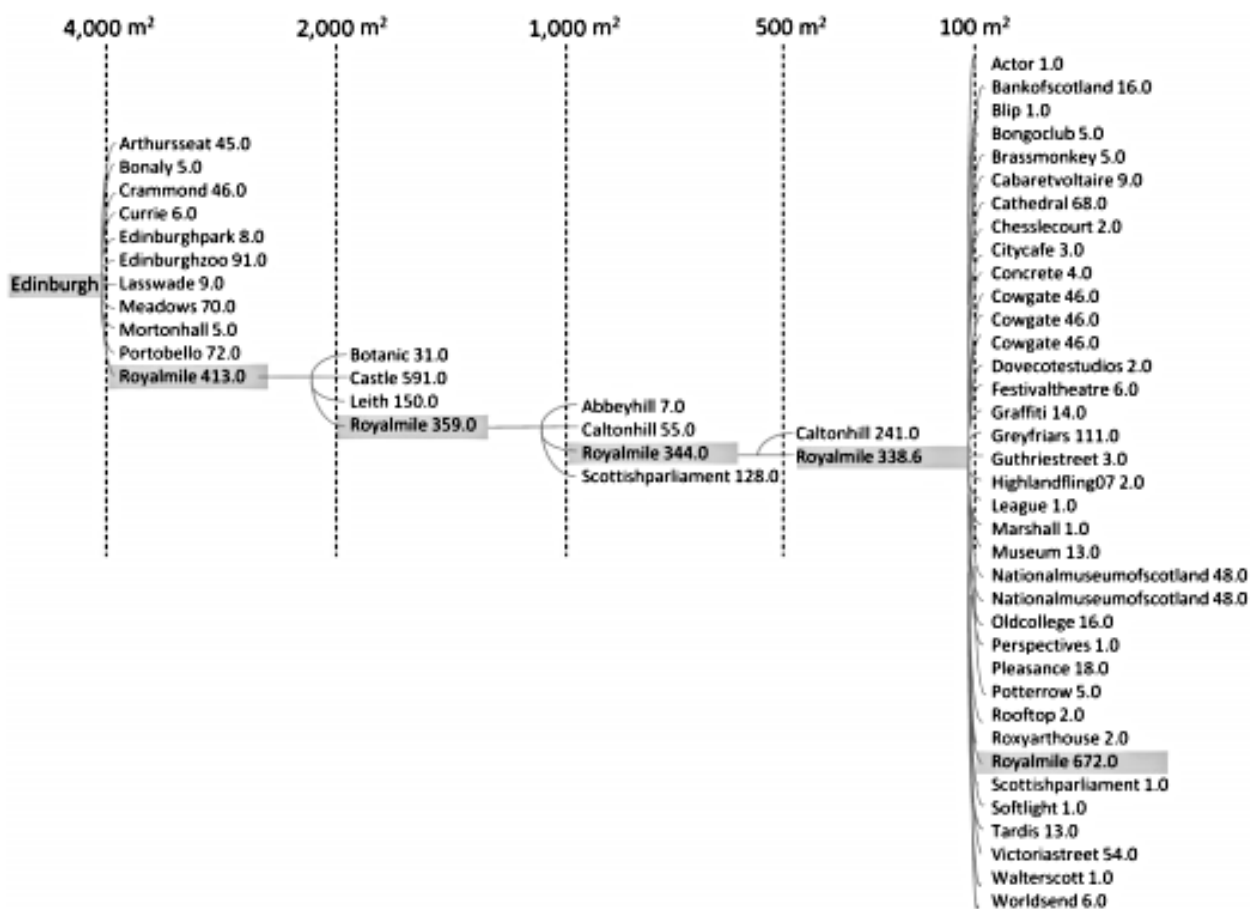 4,000 m²
2,000 m²
1,000 m²
500 m²
100 m²
Edinburgh
Arthursseat 45.0
Bonaly 5.0
Crammond 46.0
Currie 6.0
Edinburghpark 8.0
Edinburghzoo 91.0
Lasswade 9.0
Meadows 70.0
Mortonhall 5.0
Portobello 72.0
Royalmile 413.0
Botanic 31.0
Castle 591.0
Leith 150.0
Royalmile 359.0
Abbeyhill 7.0
Caltonhill 55.0
Royalmile 344.0
Scottishparliament 128.0
Caltonhill 241.0
Royalmile 338.6
Actor 1.0
Bankofscotland 16.0
Blip 1.0
Bongoclub 5.0
Brassmonkey 5.0
Cabaretvoltaire 9.0
Cathedral 68.0
Chesslecourt 2.0
Citycafe 3.0
Concrete 4.0
Cowgate 46.0
Cowgate 46.0
Cowgate 46.0
Dovecotestudios 2.0
Festivaltheatre 6.0
Graffiti 14.0
Greyfriars 111.0
Guthriestreet 3.0
Highlandfling07 2.0
League 1.0
Marshall 1.0
Museum 13.0
Nationalmuseumofscotland 48.0
Nationalmuseumofscotland 48.0
Oldcollege 16.0
Perspectives 1.0
Pleasance 18.0
Potterrow 5.0
Rooftop 2.0
Roxyarthouse 2.0
Royalmile 672.0
Scottishparliament 1.0
Softlight 1.0
Tardis 13.0
Victoriastreet 54.0
Walterscott 1.0
Worldsend 6.0